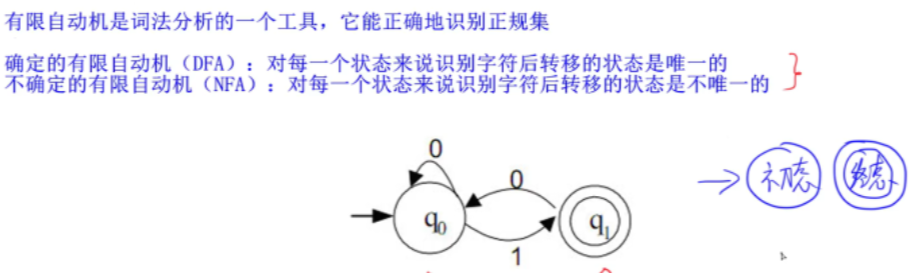 有限自动机是词法分析的一个工具，它能正确地识别正规集
确定的有限自动机（DFA）：对每一个状态来说识别字符后转移的状态是唯一的
不确定的有限自动机（NFA）：对每一个状态来说识别字符后转移的状态是不唯一的
0
0
q0
q1
1
初态
终态